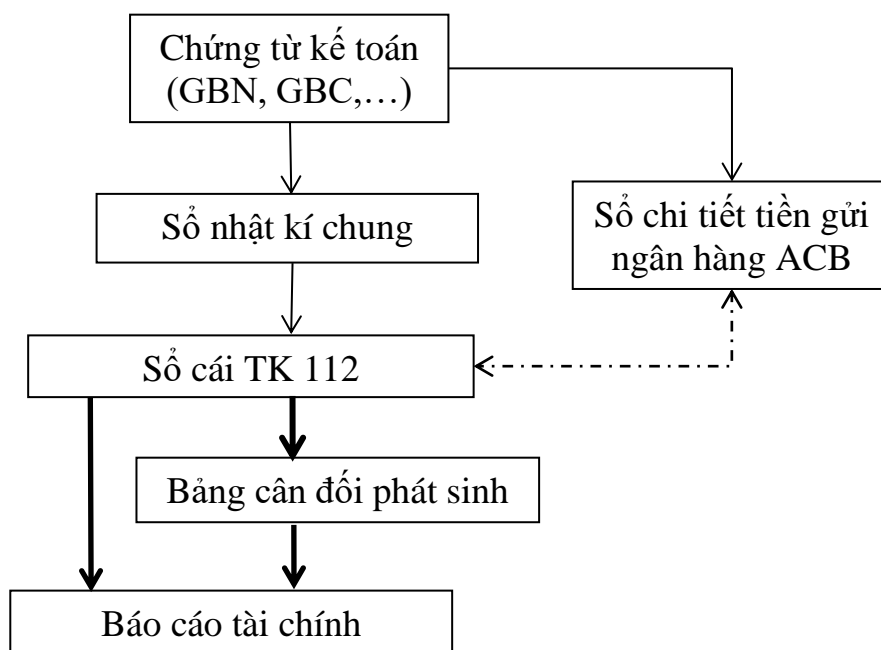 Chứng từ kế toán
(GBN, GBC,…)
Sổ nhật kí chung
Sổ chi tiết tiền gửi
ngân hàng ACB
Sổ cái TK 112
Bảng cân đối phát sinh
Báo cáo tài chính